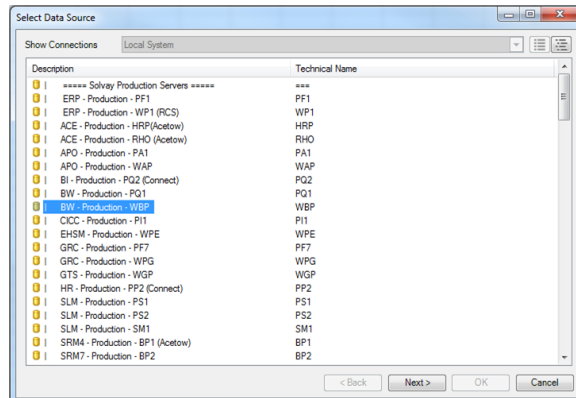 Select Data Source
Show Connections Local System
Description Technical Name
===== Solvay Production Servers ===== ===
ERP - Production - PF1 PF1
ERP - Production - WP1 (RCS) WP1
ACE - Production - HRP(Acetow) HRP
ACE - Production - RHO (Acetow) RHO
APO - Production - PA1 PA1
APO - Production - WAP WAP
BI - Production - PQ2 (Connect) PQ2
BW - Production - PQ1 PQ1
BW - Production - WBP WBP
CICC - Production - PI1 PI1
EHSM - Production - WPE WPE
GRC - Production - PF7 PF7
GRC - Production - WPG WPG
GTS - Production - WGP WGP
HR - Production - PP2 (Connect) PP2
SLM - Production - PS1 PS1
SLM - Production - PS2 PS2
SLM - Production - SM1 SM1
SRM4 - Production - BP1 (Acetow) BP1
SRM7 - Production - BP2 BP2
< Back Next > OK Cancel